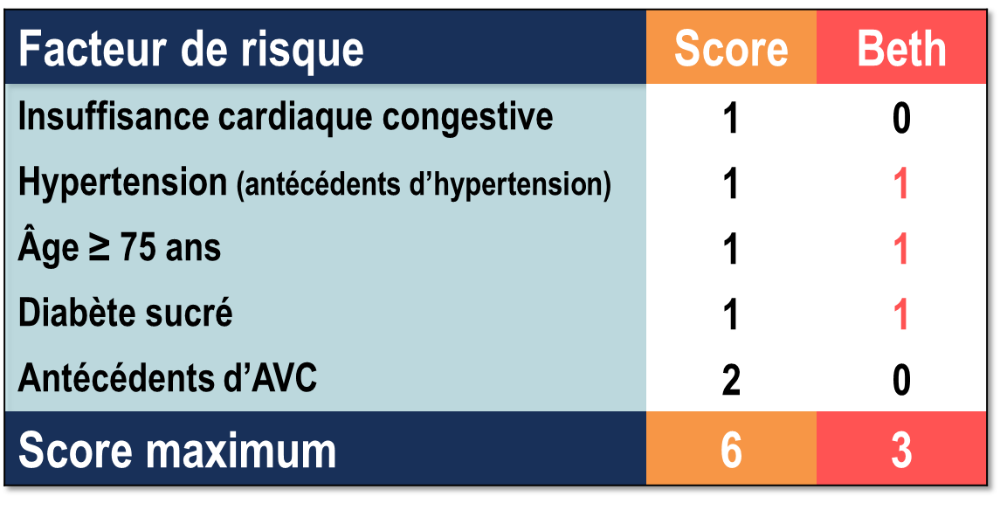 Facteur de risque Score Beth
Insuffisance cardiaque congestive 1 0
Hypertension (antécédents d’hypertension) 1 1
Âge ≥ 75 ans 1 1
Diabète sucré 1 1
Antécédents d’AVC 2 0
Score maximum 6 3